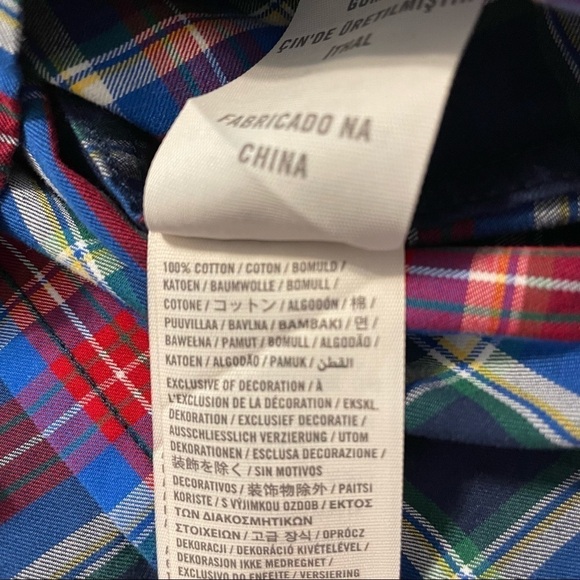 ÇİN'DE ÜRETILMİŞTİR
İTHAL
FABRICADO NA
CHINA
100% COTTON / COTON / BOMULD /
KATOEN / BAUMWOLLE / BOMULL /
COTONE / コットン / ALGODÓN / 棉 /
PUUVILLAA / BAVLNA / ΒΑΜΒΑΚΙ / 면 /
BAWEŁNA / PAMUT / BOMULL / ALGODÃO /
KATOEN / ALGODÃO / PAMUK / القطن
EXCLUSIVE OF DECORATION / À
L'EXCLUSION DE LA DÉCORATION / EKSKL.
DEKORATION / EXCLUSIEF DECORATIE /
AUSSCHLIESSLICH VERZIERUNG / UTOM
DEKORATIONEN / ESCLUSA DECORAZIONE /
装飾を除く / SIN MOTIVOS
DECORATIVOS / 装饰物除外 / PAITSI
KORISTE / S VÝJIMKOU OZDOB / ΕΚΤΟΣ
ΤΩΝ ΔΙΑΚΟΣΜΗΤΙΚΩΝ
ΣΤΟΙΧΕΙΩΝ / 고급 장식 / OPRÓCZ
DEKORACJI / DEKORÁCIÓ KIVÉTELÉVEL /
DEKORASJON IKKE MEDREGNET /
EXCLUSIVO DO ENFEITE / VERSIERING